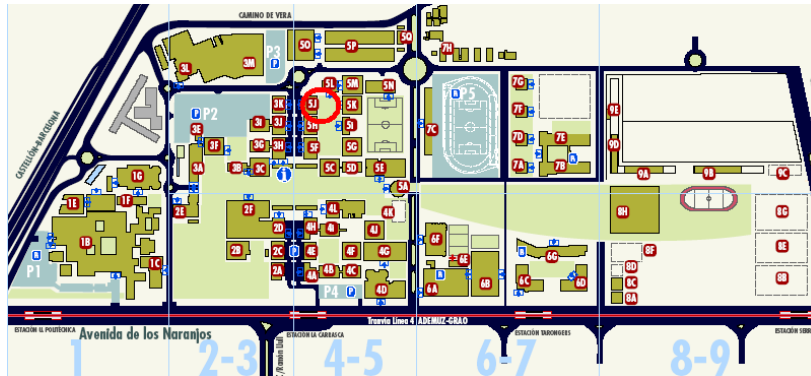 CAMINO DE VERA
CASTELLÓN-BARCELONA
5O
5P
5Q
7H
3L
3M
P3
P
5L
5M
5N
P5
7G
P2
3K
5J
5K
7F
9E
3I
3J
5H
5I
7C
3E
3F
3G
3H
5F
5G
7D
7E
9D
3A
3B
3C
5C
5D
5E
7A
7B
9A
9B
9C
1G
i
5A
1E
1F
2E
2F
4L
4K
8H
8G
1B
2D
4H
4I
4J
6F
2B
2C
4E
4F
4G
6E
6G
8F
8E
P
P1
1C
2A
4A
4B
4C
6A
6B
6C
6D
8D
8C
8B
P4
P
4D
8A
Tranvía Línea 4 ADEMUZ-GRAO
ESTACIÓN LA CARRASCA
ESTACIÓN TARONGERS
ESTACIÓN SERR
Avenida de los Naranjos
1
2-3
4-5
6-7
8-9